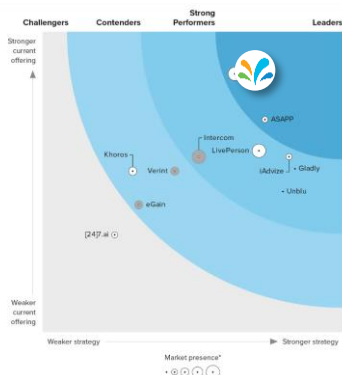 Challengers
Contenders
Strong
Performers
Leaders
Stronger
current
offering
ASAPP
Intercom
LivePerson
Khoros
iAdvize
Gladly
Verint
Unblu
eGain
[24]7.ai
Weaker
current
offering
Weaker strategy
Stronger strategy
Market presence*